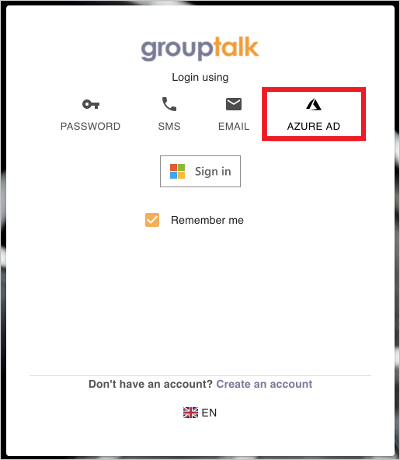 grouptalk
Login using
PASSWORD SMS EMAIL AZURE AD
Sign in
Remember me
Don't have an account? Create an account
EN